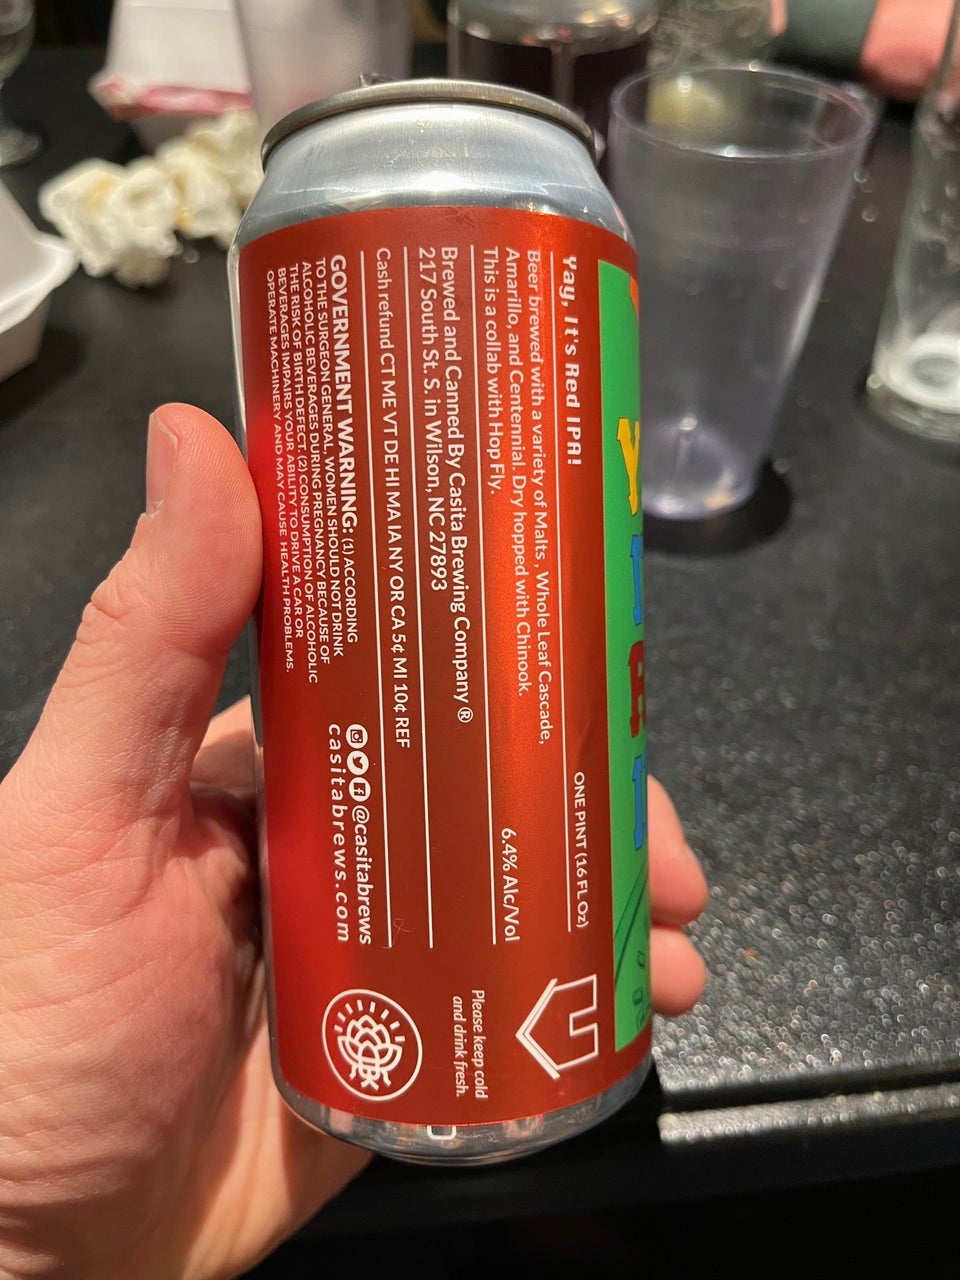 Yay, It's Red IPA!
ONE PINT (16 FL Oz)
Beer brewed with a variety of Malts , Whole Leaf Cascade,
Amarillo, and Centennial. Dry hopped with Chinook.
This is a collab with Hop Fly.
6.4% Alc/Vol
Brewed and Canned By Casita Brewing Company ®
217 South St. S. in Wilson, NC 27893
Cash refund CT ME VT DE HI MA IA NY OR CA 5¢ MI 10¢ REF
GOVERNMENT WARNING: (1) ACCORDING
TO THE SURGEON GENERAL, WOMEN SHOULD NOT DRINK
ALCOHOLIC BEVERAGES DURING PREGNANCY BECAUSE OF
THE RISK OF BIRTH DEFECT. (2) CONSUMPTION OF ALCOHOLIC
BEVERAGES IMPAIRS YOUR ABILITY TO DRIVE A CAR OR
OPERATE MACHINERY AND MAY CAUSE HEALTH PROBLEMS.
@casitabrews
casitabrews.com
Please keep cold
and drink fresh.
Y I R I